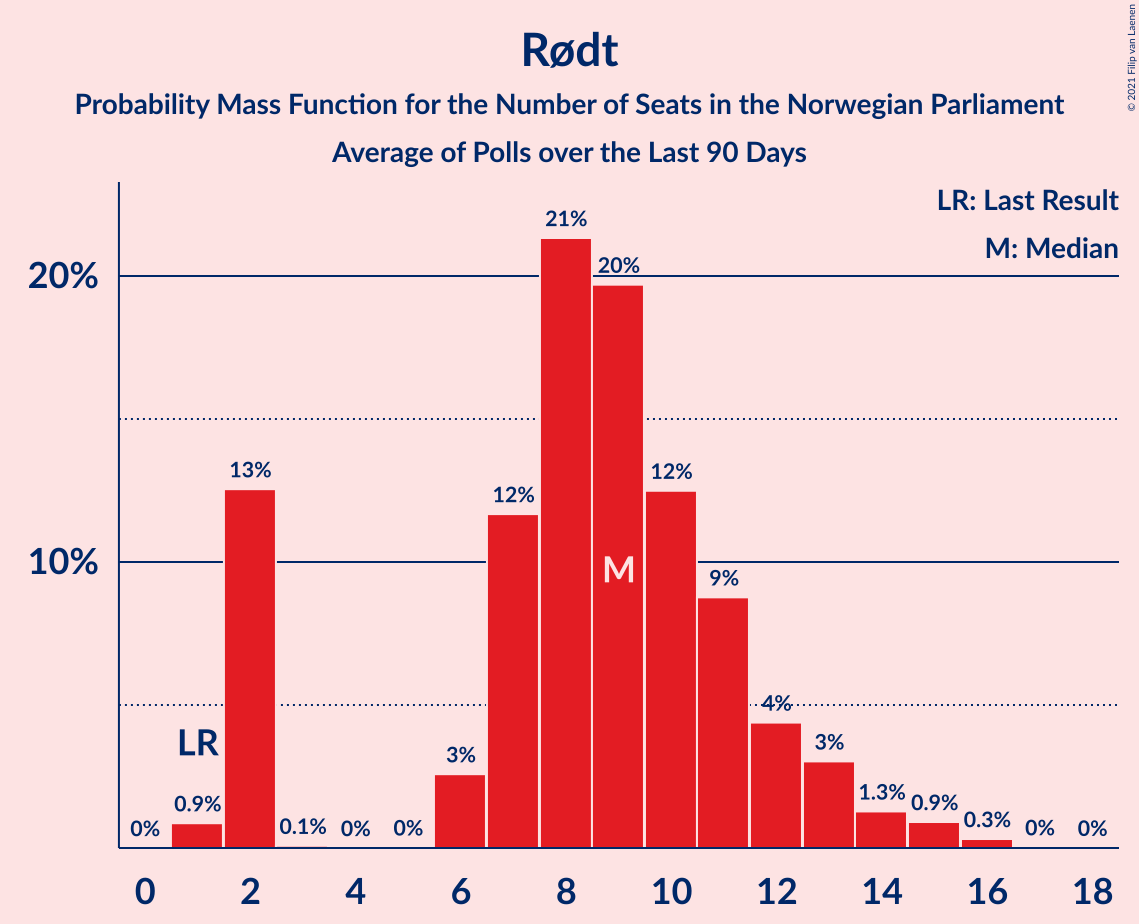 Rødt
Probability Mass Function for the Number of Seats in the Norwegian Parliament
Average of Polls over the Last 90 Days
© 2021 Filip van Laenen
LR: Last Result
M: Median
20%
10%
0%
0.9%
13%
0.1%
0%
0%
3%
12%
21%
20%
12%
9%
4%
3%
1.3%
0.9%
0.3%
0%
0%
LR
M
0 2 4 6 8 10 12 14 16 18